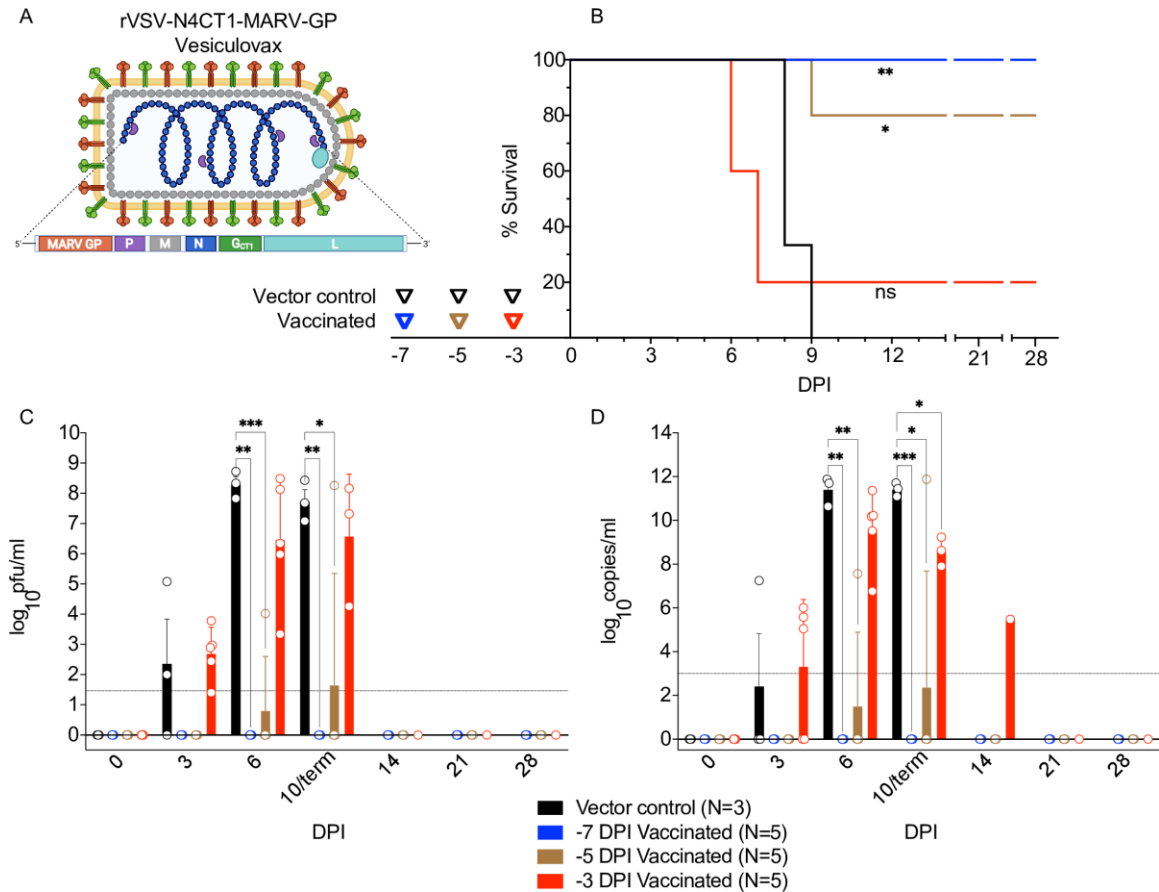 A
rVSV-N4CT1-MARV-GP
Vesiculovax
5'
MARV GP
P
M
N
GCT1
L
3'
Vector control
Vaccinated
-7
-5
-3
B
% Survival
100
80
60
40
20
**
*
ns
0
3
6
9
12
21
28
DPI
C
log10pfu/ml
10
9
8
7
6
5
4
3
2
1
0
***
**
*
**
0
3
6
10/term
14
21
28
DPI
D
log10copies/ml
14
12
10
8
6
4
2
0
**
**
*
*
***
0
3
6
10/term
14
21
28
DPI
Vector control (N=3)
-7 DPI Vaccinated (N=5)
-5 DPI Vaccinated (N=5)
-3 DPI Vaccinated (N=5)